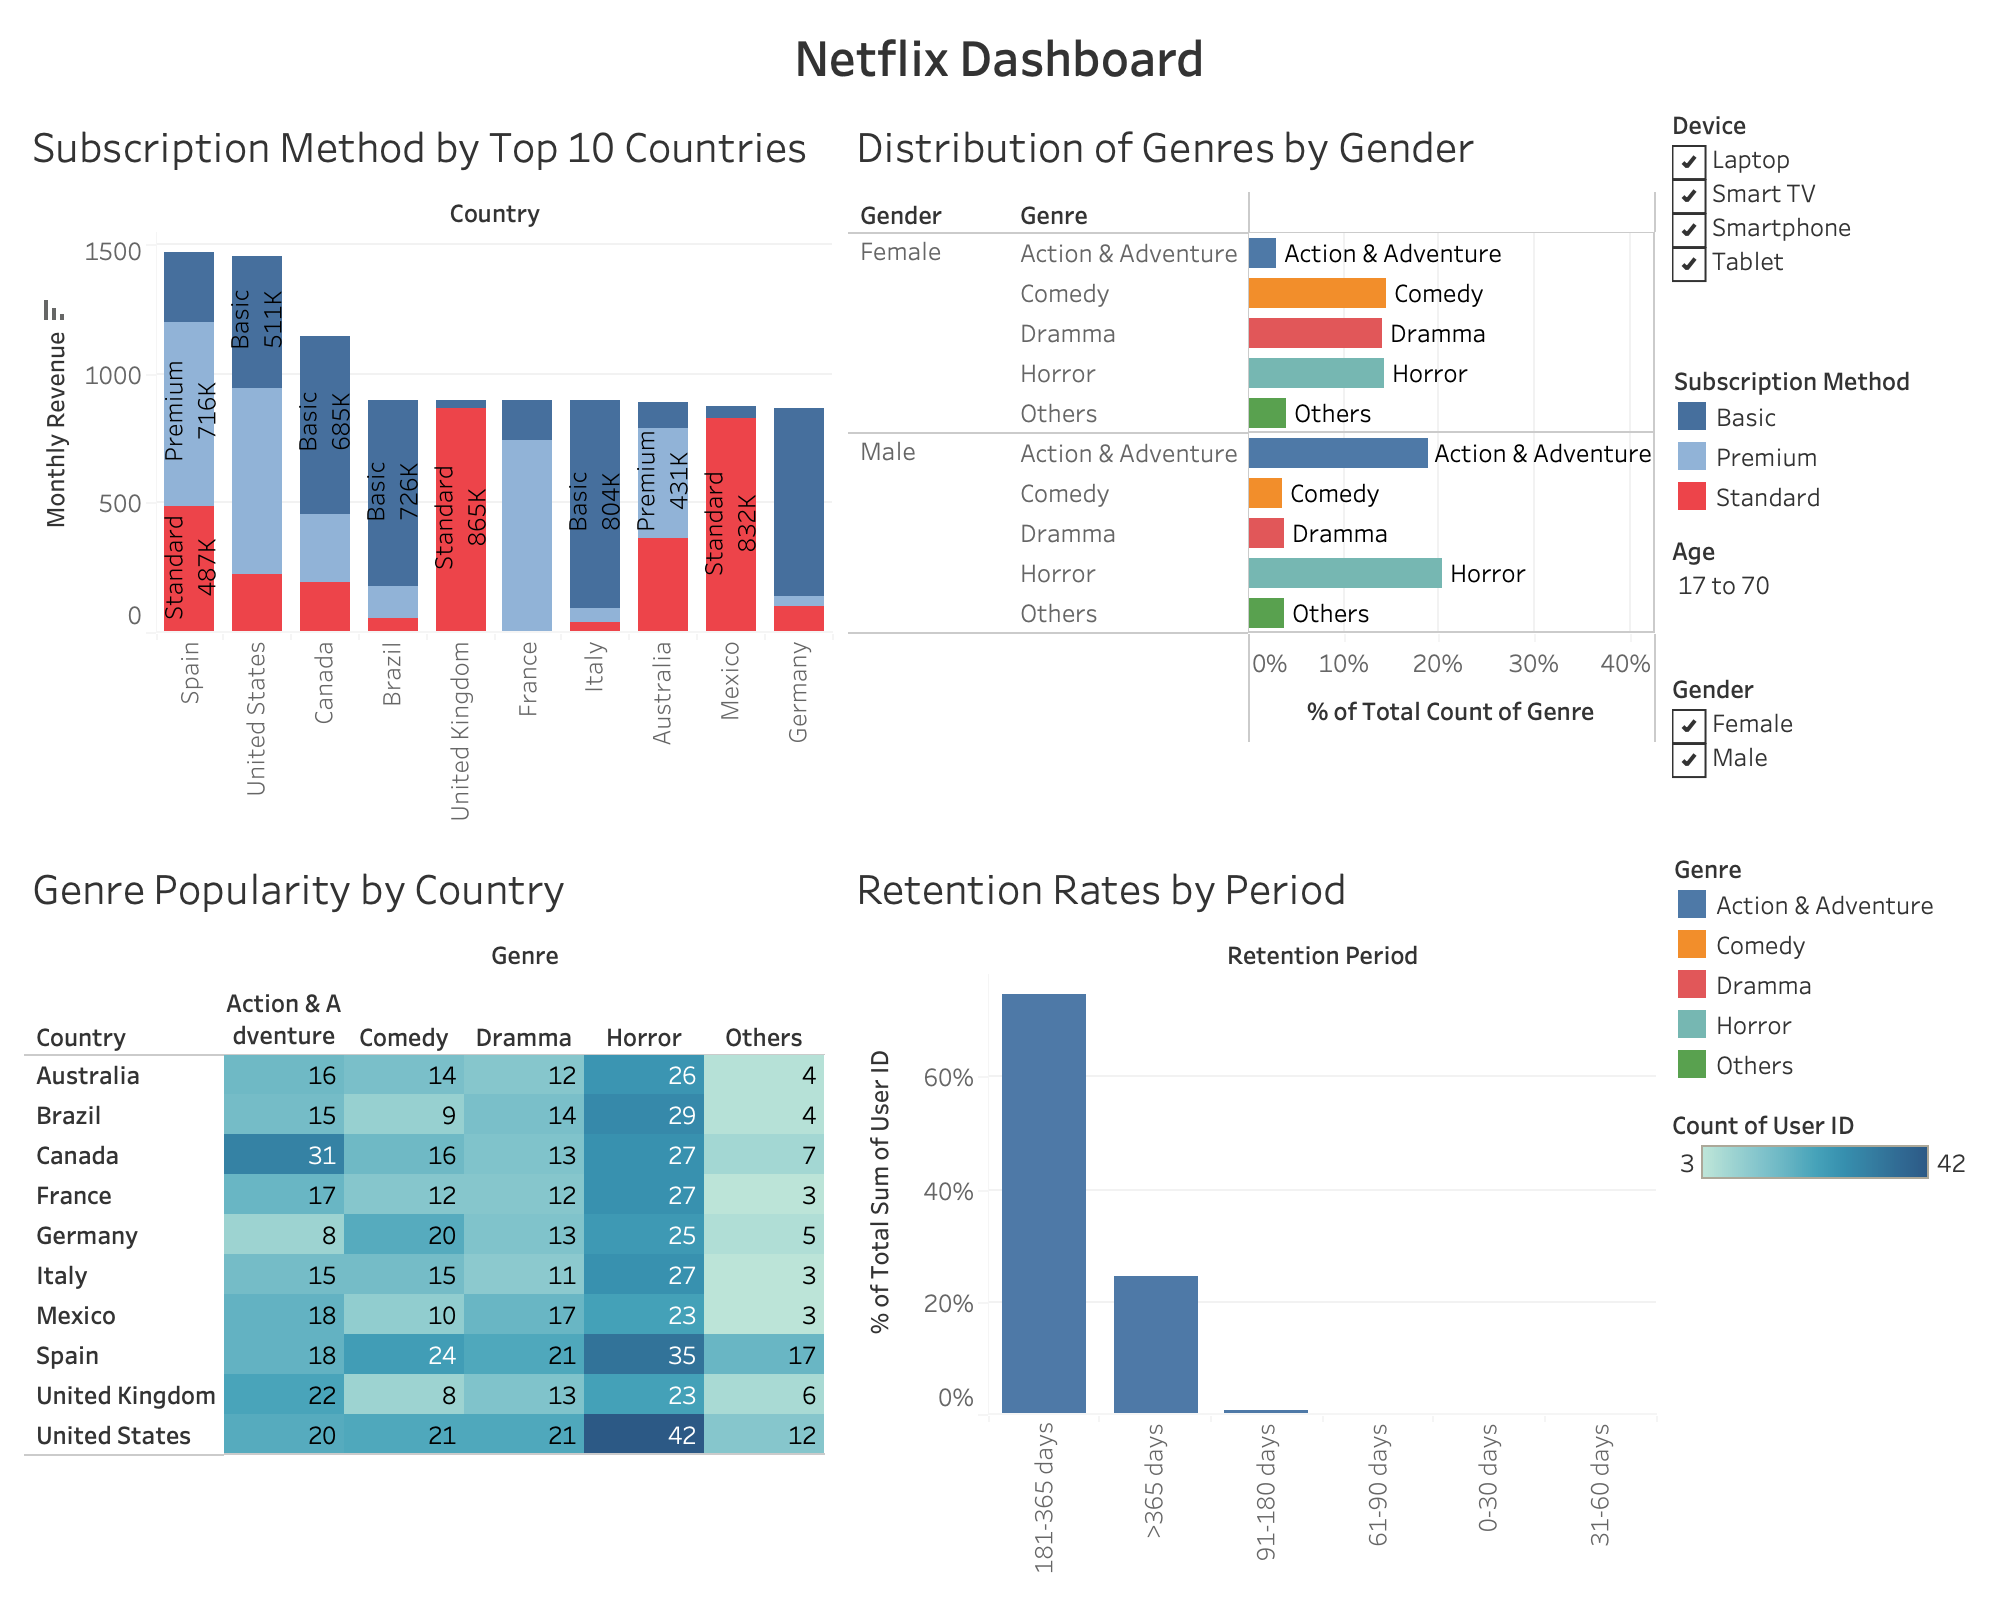 Netflix Dashboard
Subscription Method by Top 10 Countries
Country
Monthly Revenue
1500
1000
500
0
Standard
487K
Premium
716K
Basic
511K
Basic
685K
Basic
726K
Standard
865K
Basic
804K
Premium
431K
Standard
832K
Spain
United States
Canada
Brazil
United Kingdom
France
Italy
Australia
Mexico
Germany
Distribution of Genres by Gender
Gender Genre
Female Action & Adventure Action & Adventure
Comedy Comedy
Dramma Dramma
Horror Horror
Others Others
Male Action & Adventure Action & Adventure
Comedy Comedy
Dramma Dramma
Horror Horror
Others Others
0% 10% 20% 30% 40%
% of Total Count of Genre
Device
Laptop
Smart TV
Smartphone
Tablet
Subscription Method
Basic
Premium
Standard
Age
17 to 70
Gender
Female
Male
Genre Popularity by Country
Genre
Action & A
Country dventure Comedy Dramma Horror Others
Australia 16 14 12 26 4
Brazil 15 9 14 29 4
Canada 31 16 13 27 7
France 17 12 12 27 3
Germany 8 20 13 25 5
Italy 15 15 11 27 3
Mexico 18 10 17 23 3
Spain 18 24 21 35 17
United Kingdom 22 8 13 23 6
United States 20 21 21 42 12
Retention Rates by Period
Retention Period
% of Total Sum of User ID
60%
40%
20%
0%
181-365 days
>365 days
91-180 days
61-90 days
0-30 days
31-60 days
Genre
Action & Adventure
Comedy
Dramma
Horror
Others
Count of User ID
3 42